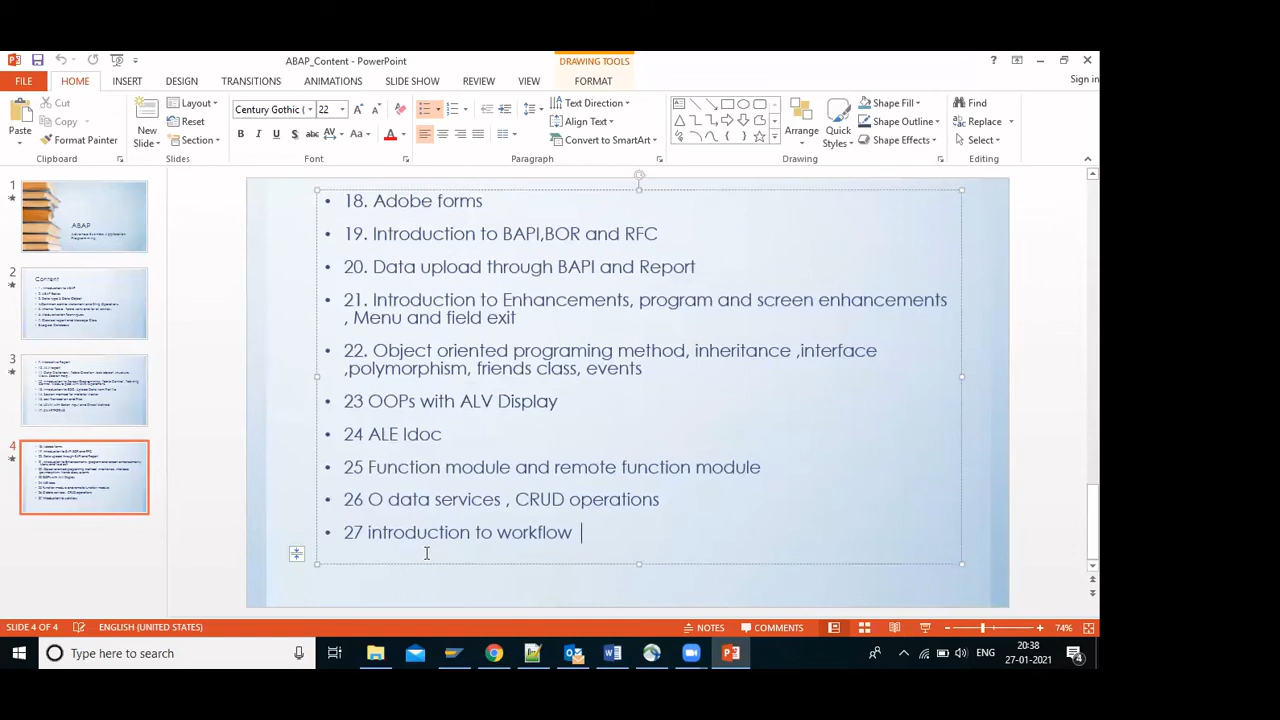 ABAP_Content - PowerPoint
DRAWING TOOLS
Sign in
FILE HOME INSERT DESIGN TRANSITIONS ANIMATIONS SLIDE SHOW REVIEW VIEW FORMAT
Paste
Cut
Copy
Format Painter
Clipboard
New Slide
Layout
Reset
Section
Slides
Century Gothic ( 22
Font
Text Direction
Align Text
Convert to SmartArt
Paragraph
Arrange
Quick Styles
Shape Fill
Shape Outline
Shape Effects
Drawing
Find
Replace
Select
Editing
1
ABAP
2
Content
3
4
• 18. Adobe forms
• 19. Introduction to BAPI,BOR and RFC
• 20. Data upload through BAPI and Report
• 21. Introduction to Enhancements, program and screen enhancements
, Menu and field exit
• 22. Object oriented programing method, inheritance ,interface
,polymorphism, friends class, events
• 23 OOPs with ALV Display
• 24 ALE Idoc
• 25 Function module and remote function module
• 26 O data services , CRUD operations
• 27 introduction to workflow
SLIDE 4 OF 4 ENGLISH (UNITED STATES) NOTES COMMENTS 74%
Type here to search
ENG
20:38
27-01-2021
4